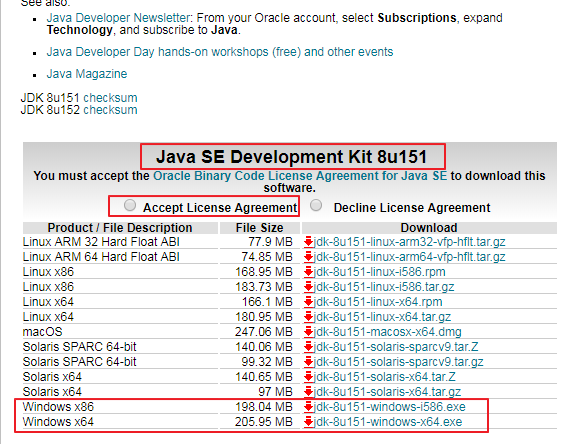 See also:
Java Developer Newsletter: From your Oracle account, select Subscriptions, expand
Technology, and subscribe to Java.
Java Developer Day hands-on workshops (free) and other events
Java Magazine
JDK 8u151 checksum
JDK 8u152 checksum
Java SE Development Kit 8u151
You must accept the Oracle Binary Code License Agreement for Java SE to download this
software.
Accept License Agreement Decline License Agreement
Product / File Description File Size Download
Linux ARM 32 Hard Float ABI 77.9 MB jdk-8u151-linux-arm32-vfp-hflt.tar.gz
Linux ARM 64 Hard Float ABI 74.85 MB jdk-8u151-linux-arm64-vfp-hflt.tar.gz
Linux x86 168.95 MB jdk-8u151-linux-i586.rpm
Linux x86 183.73 MB jdk-8u151-linux-i586.tar.gz
Linux x64 166.1 MB jdk-8u151-linux-x64.rpm
Linux x64 180.95 MB jdk-8u151-linux-x64.tar.gz
macOS 247.06 MB jdk-8u151-macosx-x64.dmg
Solaris SPARC 64-bit 140.06 MB jdk-8u151-solaris-sparcv9.tar.Z
Solaris SPARC 64-bit 99.32 MB jdk-8u151-solaris-sparcv9.tar.gz
Solaris x64 140.65 MB jdk-8u151-solaris-x64.tar.Z
Solaris x64 97 MB jdk-8u151-solaris-x64.tar.gz
Windows x86 198.04 MB jdk-8u151-windows-i586.exe
Windows x64 205.95 MB jdk-8u151-windows-x64.exe